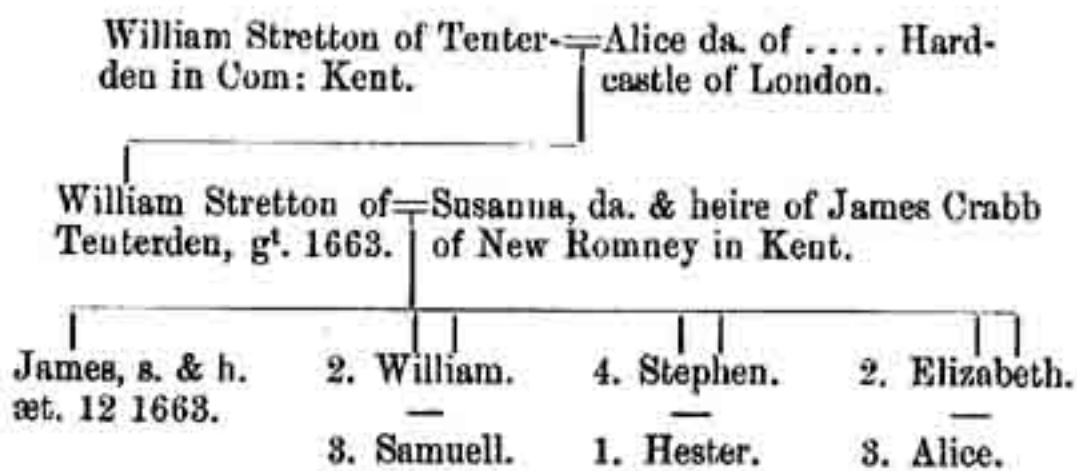 William Stretton of Tenter-=Alice da. of . . . . Hard-
den in Com: Kent. castle of London.
William Stretton of=Susanna, da. & heire of James Crabb
Tenterden, gᵗ. 1663. of New Romney in Kent.
James, s. & h. 2. William. 4. Stephen. 2. Elizabeth.
æt. 12 1663. — — —
3. Samuell. 1. Hester. 3. Alice.